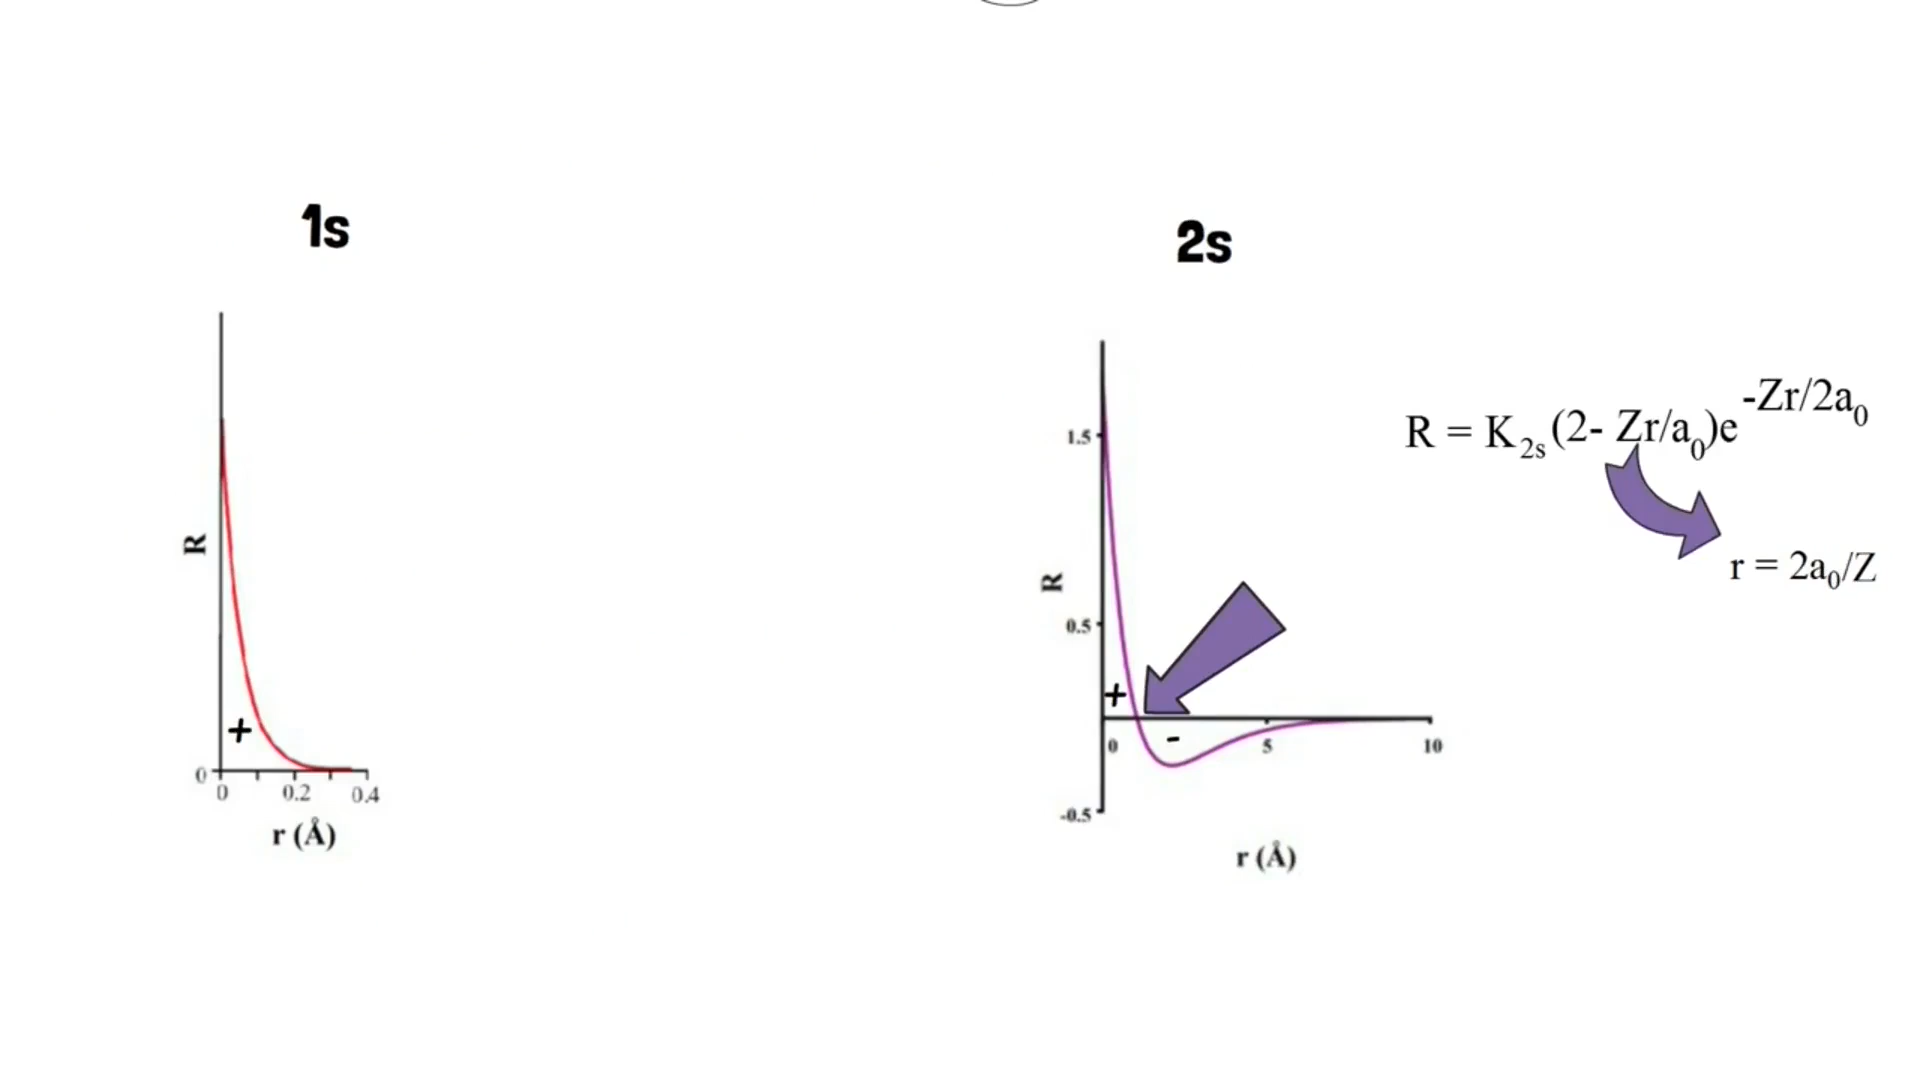 1s
R
+
0
0 0.2 0.4
r (Å)
2s
1.5
R
0.5
+
-
0 5 10
-0.5
r (Å)
R = K2s(2- Zr/a0)e-Zr/2a0
r = 2a0/Z